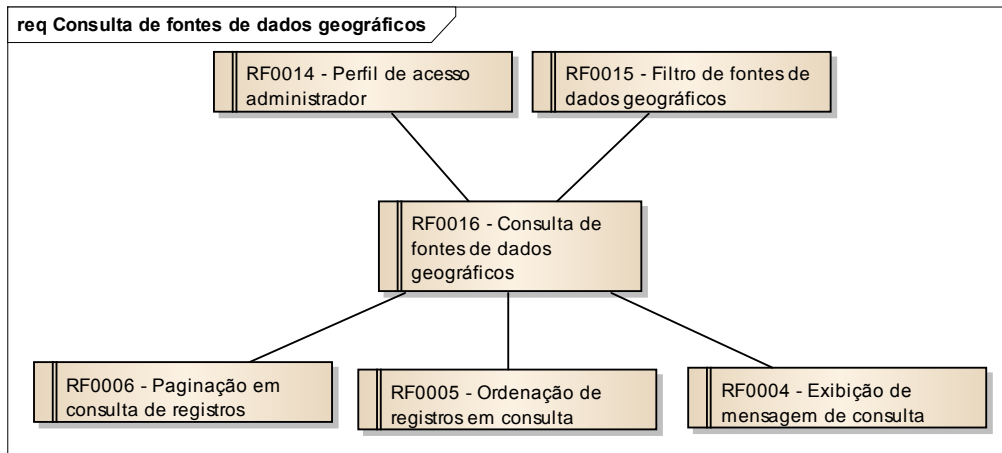 req Consulta de fontes de dados geográficos
RF0014 - Perfil de acesso
administrador
RF0015 - Filtro de fontes de
dados geográficos
RF0016 - Consulta de
fontes de dados
geográficos
RF0006 - Paginação em
consulta de registros
RF0005 - Ordenação de
registros em consulta
RF0004 - Exibição de
mensagem de consulta